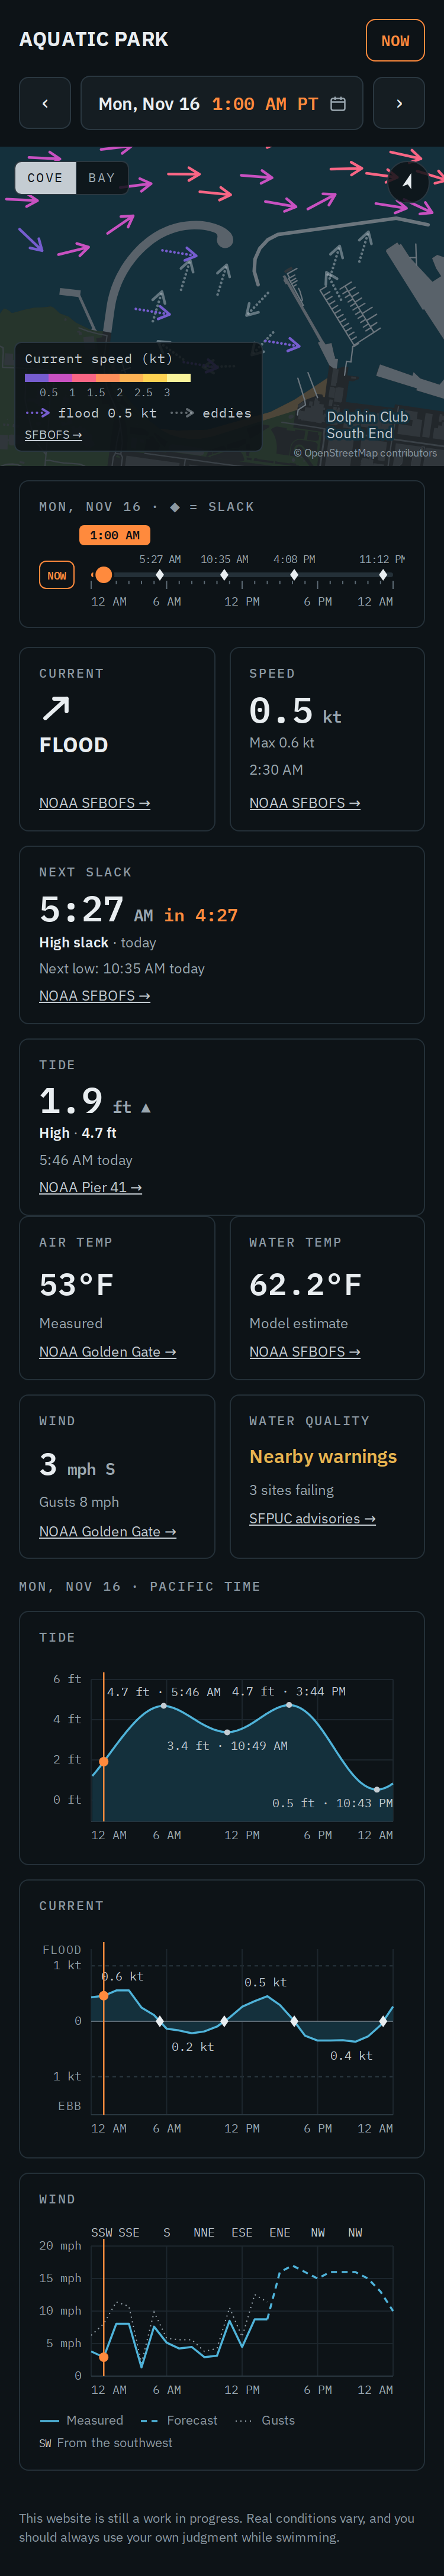 AQUATIC PARK
NOW
‹
Mon, Nov 16 1:00 AM PT
›
COVE BAY
Current speed (kt)
0.5 1 1.5 2 2.5 3
flood 0.5 kt eddies
SFBOFS →
Dolphin Club
South End
© OpenStreetMap contributors
MON, NOV 16 · ◆ = SLACK
1:00 AM
5:27 AM 10:35 AM 4:08 PM 11:12 PM
NOW
12 AM 6 AM 12 PM 6 PM 12 AM
CURRENT
FLOOD
NOAA SFBOFS →
SPEED
0.5 kt
Max 0.6 kt
2:30 AM
NOAA SFBOFS →
NEXT SLACK
5:27 AM in 4:27
High slack · today
Next low: 10:35 AM today
NOAA SFBOFS →
TIDE
1.9 ft ▲
High · 4.7 ft
5:46 AM today
NOAA Pier 41 →
AIR TEMP
53°F
Measured
NOAA Golden Gate →
WATER TEMP
62.2°F
Model estimate
NOAA SFBOFS →
WIND
3 mph S
Gusts 8 mph
NOAA Golden Gate →
WATER QUALITY
Nearby warnings
3 sites failing
SFPUC advisories →
MON, NOV 16 · PACIFIC TIME
TIDE
6 ft
4.7 ft · 5:46 AM 4.7 ft · 3:44 PM
4 ft
3.4 ft · 10:49 AM
2 ft
0 ft
0.5 ft · 10:43 PM
12 AM 6 AM 12 PM 6 PM 12 AM
CURRENT
FLOOD
1 kt
0.6 kt
0.5 kt
0
0.2 kt
0.4 kt
1 kt
EBB
12 AM 6 AM 12 PM 6 PM 12 AM
WIND
SSW SSE S NNE ESE ENE NW NW
20 mph
15 mph
10 mph
5 mph
0
12 AM 6 AM 12 PM 6 PM 12 AM
Measured Forecast Gusts
SW From the southwest
This website is still a work in progress. Real conditions vary, and you
should always use your own judgment while swimming.